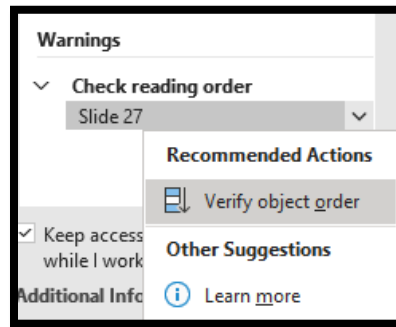 Warnings
Check reading order
Slide 27
Recommended Actions
Verify object order
Keep access
while I work
Other Suggestions
Additional Info
Learn more